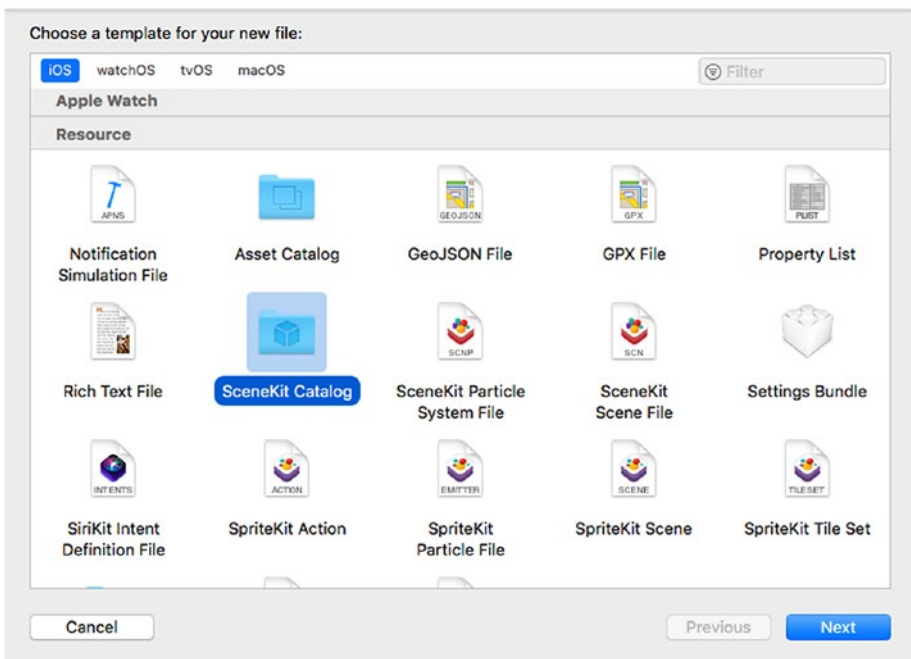 Choose a template for your new file:
iOS watchOS tvOS macOS Filter
Apple Watch
Resource
APNS GEOJSON GPX PLIST
Notification Simulation File
Asset Catalog
GeoJSON File
GPX File
Property List
SCNP SCN
Rich Text File
SceneKit Catalog
SceneKit Particle System File
SceneKit Scene File
Settings Bundle
INTENTS ACTION EMITTER SCENE TILESET
SiriKit Intent Definition File
SpriteKit Action
SpriteKit Particle File
SpriteKit Scene
SpriteKit Tile Set
Cancel Previous Next